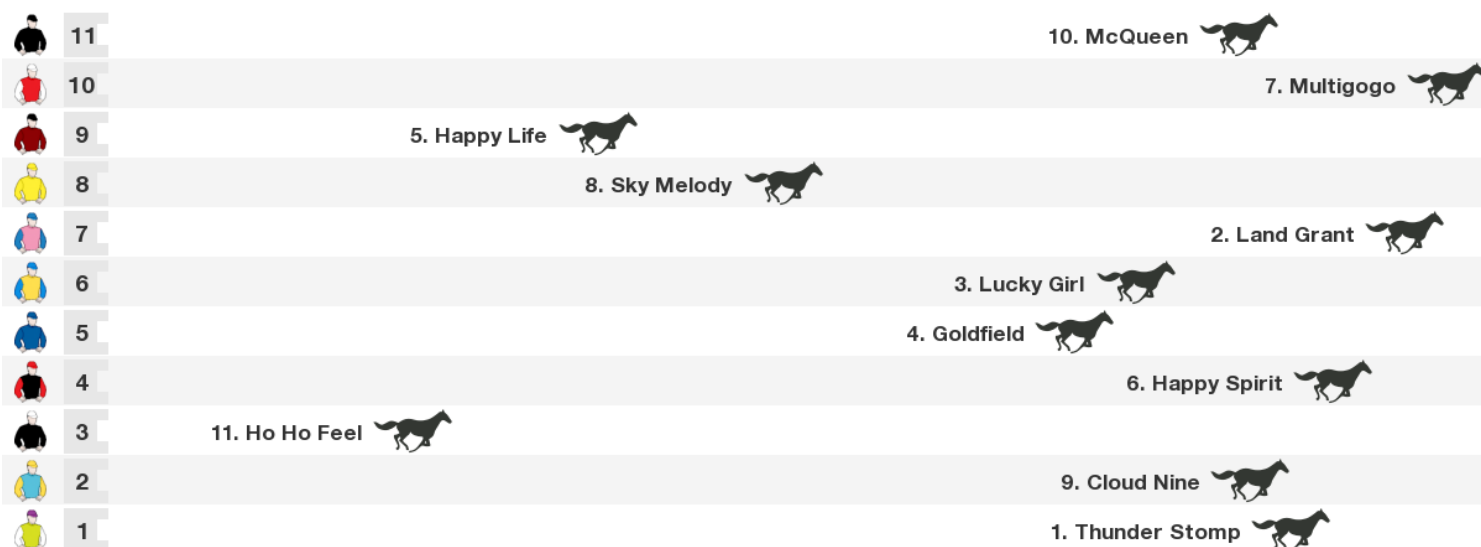 11 10. McQueen
10 7. Multigogo
9 5. Happy Life
8 8. Sky Melody
7 2. Land Grant
6 3. Lucky Girl
5 4. Goldfield
4 6. Happy Spirit
3 11. Ho Ho Feel
2 9. Cloud Nine
1 1. Thunder Stomp